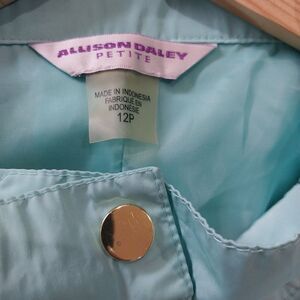 ALLISON DALEY
PETITE
MADE IN INDONESIA
FABRIQUE EN
INDONESIE
12P